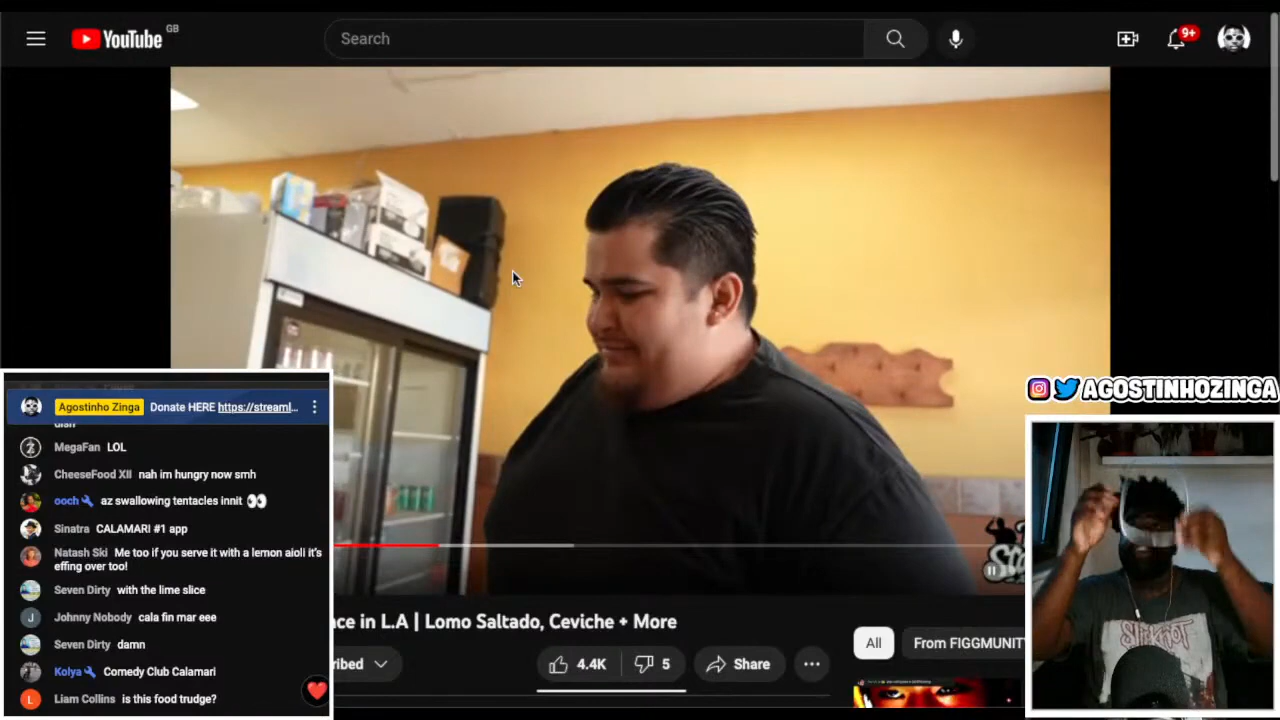 YouTube GB
Search
9+
Agostinho Zinga Donate HERE https://streaml...
MegaFan LOL
CheeseFood XII nah im hungry now smh
ooch az swallowing tentacles innit
Sinatra CALAMARI #1 app
Natash Ski Me too if you serve it with a lemon aioli it's
effing over too!
Seven Dirty with the lime slice
Johnny Nobody cala fin mar eee
Seven Dirty damn
Kolya Comedy Club Calamari
Liam Collins is this food tandge?
AGOSTINHOZINGA
SLIPKNOT
ce in L.A | Lomo Saltado, Ceviche + More
ribed
4.4K
5
Share
All
From FIGGMUNIT